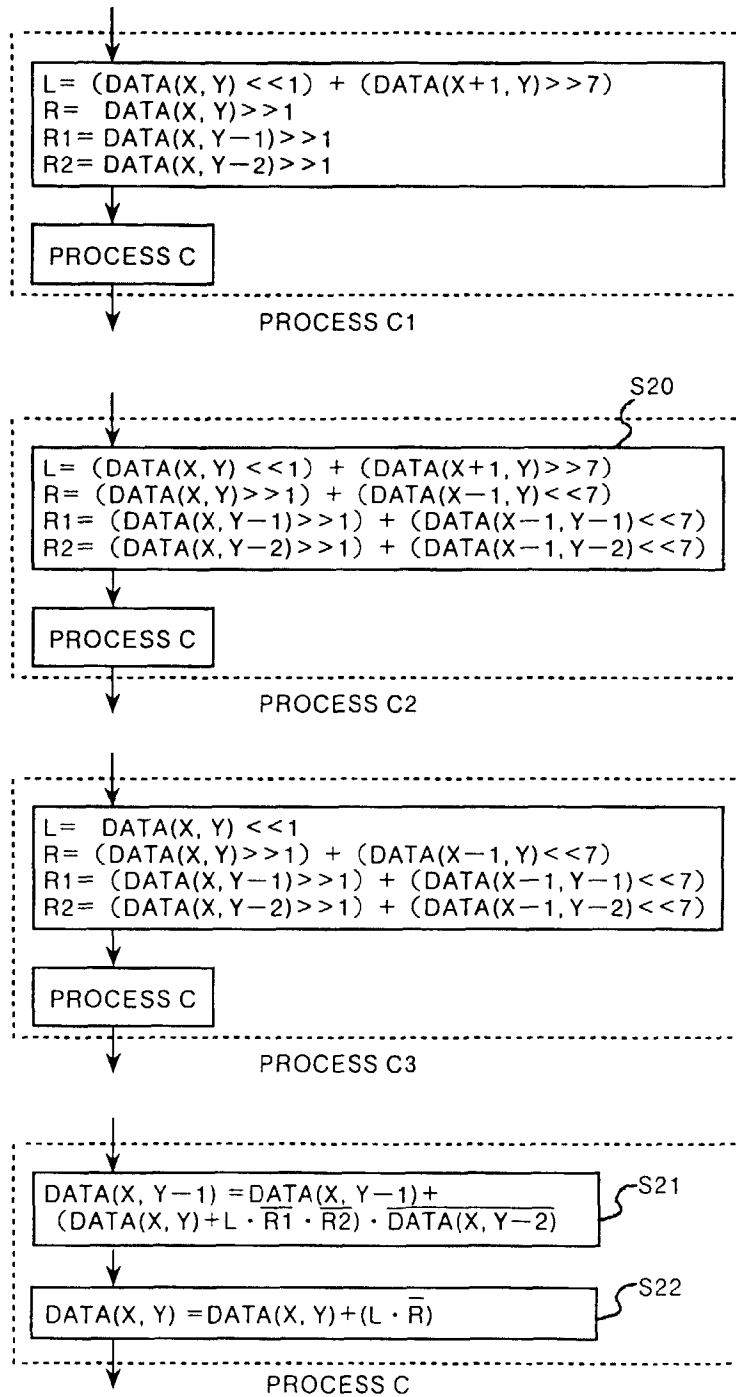 L= (DATA(X, Y) <<1) + (DATA(X+1, Y)>>7)
R= DATA(X, Y)>>1
R1= DATA(X, Y−1)>>1
R2= DATA(X, Y−2)>>1
PROCESS C
PROCESS C1
S20
L= (DATA(X, Y) <<1) + (DATA(X+1, Y)>>7)
R= (DATA(X, Y)>>1) + (DATA(X−1, Y)<<7)
R1= (DATA(X, Y−1)>>1) + (DATA(X−1, Y−1)<<7)
R2= (DATA(X, Y−2)>>1) + (DATA(X−1, Y−2)<<7)
PROCESS C
PROCESS C2
L= DATA(X, Y) <<1
R= (DATA(X, Y)>>1) + (DATA(X−1, Y)<<7)
R1= (DATA(X, Y−1)>>1) + (DATA(X−1, Y−1)<<7)
R2= (DATA(X, Y−2)>>1) + (DATA(X−1, Y−2)<<7)
PROCESS C
PROCESS C3
DATA(X, Y−1) =DATA(X, Y−1)+
(DATA(X, Y)+L · R̅1̅ · R̅2̅) · D̅A̅T̅A̅(̅X̅,̅ Y̅−̅2̅)̅
S21
DATA(X, Y) =DATA(X, Y)+(L · R̅)
S22
PROCESS C